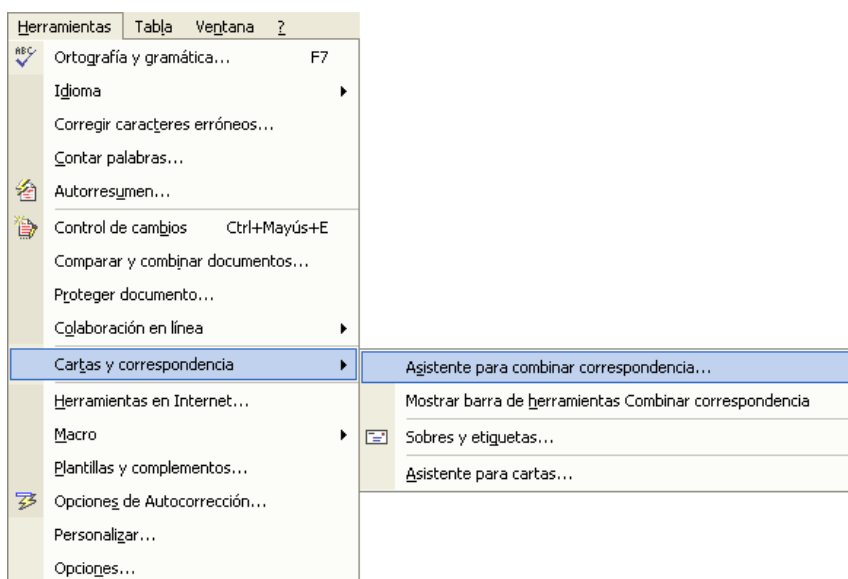 Herramientas Tabla Ventana ?
ABC Ortografía y gramática... F7
Idioma
Corregir caracteres erróneos...
Contar palabras...
Autorresumen...
Control de cambios Ctrl+Mayús+E
Comparar y combinar documentos...
Proteger documento...
Colaboración en línea
Cartas y correspondencia Asistente para combinar correspondencia...
Herramientas en Internet... Mostrar barra de herramientas Combinar correspondencia
Macro Sobres y etiquetas...
Plantillas y complementos... Asistente para cartas...
Opciones de Autocorrección...
Personalizar...
Opciones...